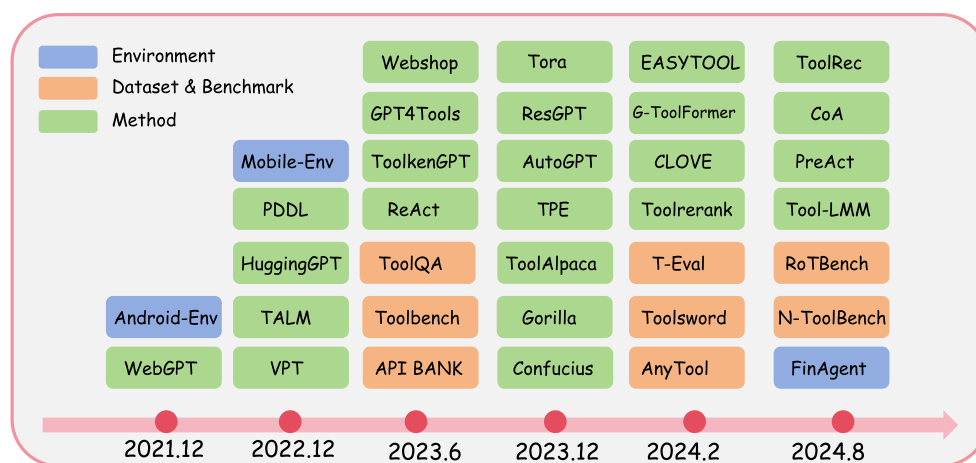 Environment
Dataset & Benchmark
Method
Webshop
Tora
EASYTOOL
ToolRec
GPT4Tools
ResGPT
G-ToolFormer
CoA
Mobile-Env
ToolkenGPT
AutoGPT
CLOVE
PreAct
PDDL
ReAct
TPE
Toolrerank
Tool-LMM
HuggingGPT
ToolQA
ToolAlpaca
T-Eval
RoTBench
Android-Env
TALM
Toolbench
Gorilla
Toolsword
N-ToolBench
WebGPT
VPT
API BANK
Confucius
AnyTool
FinAgent
2021.12
2022.12
2023.6
2023.12
2024.2
2024.8